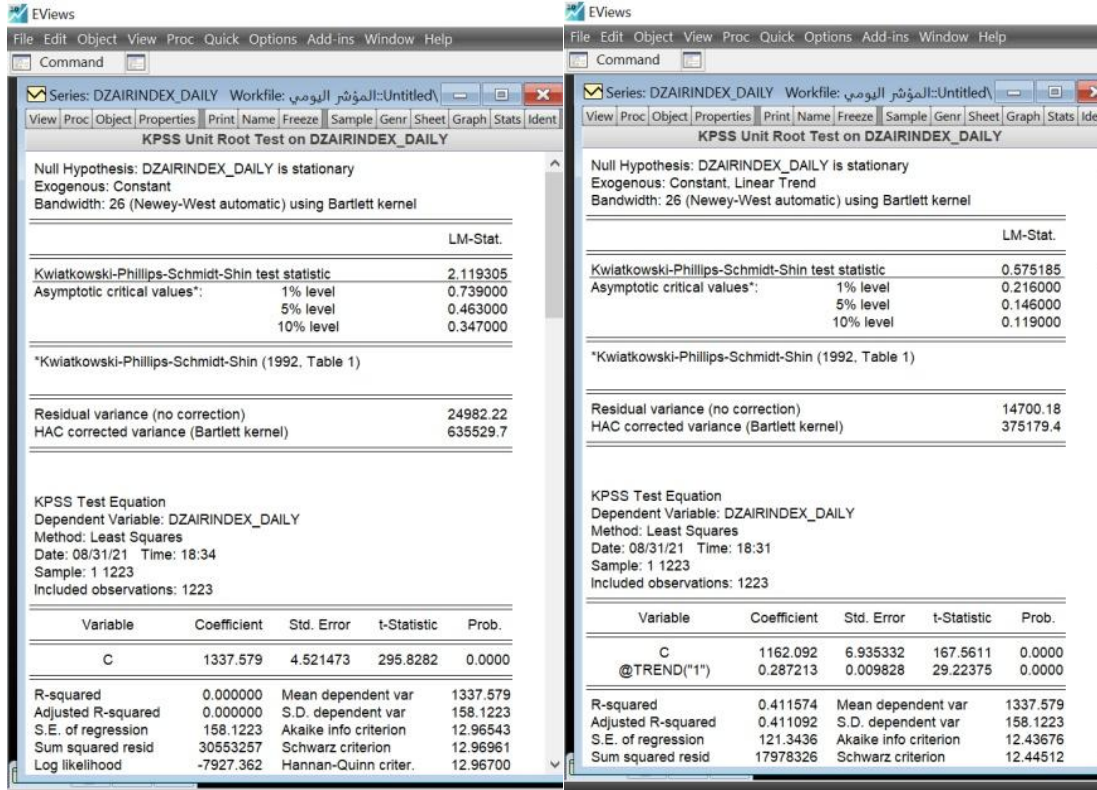 EViews
File Edit Object View Proc Quick Options Add-ins Window Help
Command
Series: DZAIRINDEX_DAILY Workfile: المؤشر اليومي::Untitled\
View Proc Object Properties Print Name Freeze Sample Genr Sheet Graph Stats Ident
KPSS Unit Root Test on DZAIRINDEX_DAILY
Null Hypothesis: DZAIRINDEX_DAILY is stationary
Exogenous: Constant
Bandwidth: 26 (Newey-West automatic) using Bartlett kernel
LM-Stat.
Kwiatkowski-Phillips-Schmidt-Shin test statistic 2.119305
Asymptotic critical values*: 1% level 0.739000
5% level 0.463000
10% level 0.347000
*Kwiatkowski-Phillips-Schmidt-Shin (1992, Table 1)
Residual variance (no correction) 24982.22
HAC corrected variance (Bartlett kernel) 635529.7
KPSS Test Equation
Dependent Variable: DZAIRINDEX_DAILY
Method: Least Squares
Date: 08/31/21 Time: 18:34
Sample: 1 1223
Included observations: 1223
Variable Coefficient Std. Error t-Statistic Prob.
C 1337.579 4.521473 295.8282 0.0000
R-squared 0.000000 Mean dependent var 1337.579
Adjusted R-squared 0.000000 S.D. dependent var 158.1223
S.E. of regression 158.1223 Akaike info criterion 12.96543
Sum squared resid 30553257 Schwarz criterion 12.96961
Log likelihood -7927.362 Hannan-Quinn criter. 12.96700
EViews
File Edit Object View Proc Quick Options Add-ins Window Help
Command
Series: DZAIRINDEX_DAILY Workfile: المؤشر اليومي::Untitled\
View Proc Object Properties Print Name Freeze Sample Genr Sheet Graph Stats Ide
KPSS Unit Root Test on DZAIRINDEX_DAILY
Null Hypothesis: DZAIRINDEX_DAILY is stationary
Exogenous: Constant, Linear Trend
Bandwidth: 26 (Newey-West automatic) using Bartlett kernel
LM-Stat.
Kwiatkowski-Phillips-Schmidt-Shin test statistic 0.575185
Asymptotic critical values*: 1% level 0.216000
5% level 0.146000
10% level 0.119000
*Kwiatkowski-Phillips-Schmidt-Shin (1992, Table 1)
Residual variance (no correction) 14700.18
HAC corrected variance (Bartlett kernel) 375179.4
KPSS Test Equation
Dependent Variable: DZAIRINDEX_DAILY
Method: Least Squares
Date: 08/31/21 Time: 18:31
Sample: 1 1223
Included observations: 1223
Variable Coefficient Std. Error t-Statistic Prob.
C 1162.092 6.935332 167.5611 0.0000
@TREND("1") 0.287213 0.009828 29.22375 0.0000
R-squared 0.411574 Mean dependent var 1337.579
Adjusted R-squared 0.411092 S.D. dependent var 158.1223
S.E. of regression 121.3436 Akaike info criterion 12.43676
Sum squared resid 17978326 Schwarz criterion 12.44512